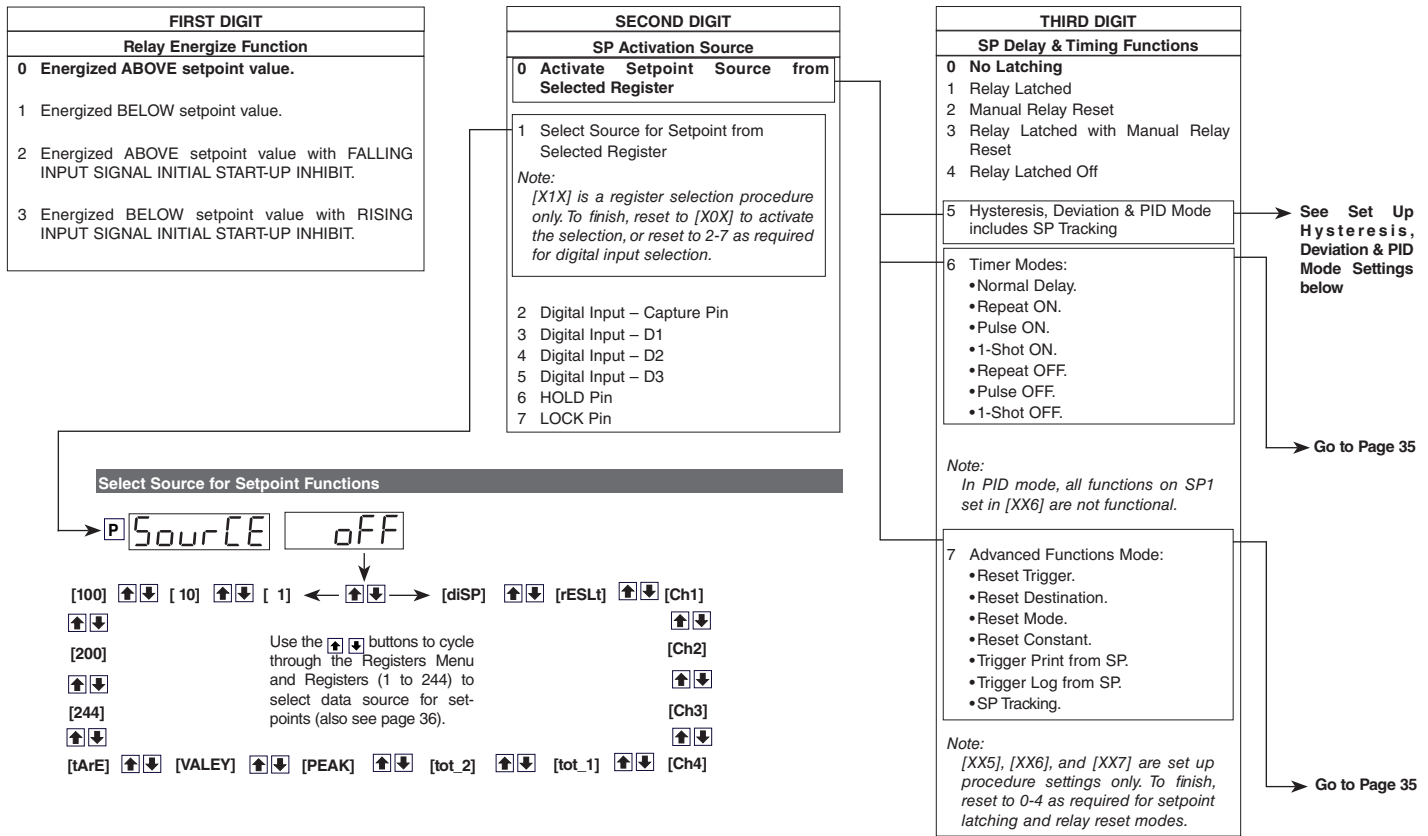 FIRST DIGIT
Relay Energize Function
0 Energized ABOVE setpoint value.
1 Energized BELOW setpoint value.
2 Energized ABOVE setpoint value with FALLING
INPUT SIGNAL INITIAL START-UP INHIBIT.
3 Energized BELOW setpoint value with RISING
INPUT SIGNAL INITIAL START-UP INHIBIT.
SECOND DIGIT
SP Activation Source
0 Activate Setpoint Source from
Selected Register
1 Select Source for Setpoint from
Selected Register
Note:
[X1X] is a register selection procedure
only. To finish, reset to [X0X] to activate
the selection, or reset to 2-7 as required
for digital input selection.
2 Digital Input – Capture Pin
3 Digital Input – D1
4 Digital Input – D2
5 Digital Input – D3
6 HOLD Pin
7 LOCK Pin
THIRD DIGIT
SP Delay & Timing Functions
0 No Latching
1 Relay Latched
2 Manual Relay Reset
3 Relay Latched with Manual Relay
Reset
4 Relay Latched Off
5 Hysteresis, Deviation & PID Mode
includes SP Tracking
See Set Up
Hysteresis,
Deviation & PID
Mode Settings
below
6 Timer Modes:
•Normal Delay.
•Repeat ON.
•Pulse ON.
•1-Shot ON.
•Repeat OFF.
•Pulse OFF.
•1-Shot OFF.
Go to Page 35
Note:
In PID mode, all functions on SP1
set in [XX6] are not functional.
7 Advanced Functions Mode:
•Reset Trigger.
•Reset Destination.
•Reset Mode.
•Reset Constant.
•Trigger Print from SP.
•Trigger Log from SP.
•SP Tracking.
Go to Page 35
Note:
[XX5], [XX6], and [XX7] are set up
procedure settings only. To finish,
reset to 0-4 as required for setpoint
latching and relay reset modes.
Select Source for Setpoint Functions
P SourCE oFF
[100] [ 10] [ 1] [diSP] [rESLt] [Ch1]
[200]
[244]
Use the buttons to cycle
through the Registers Menu
and Registers (1 to 244) to
select data source for set-
points (also see page 36).
[Ch2]
[Ch3]
[tArE] [VALEY] [PEAK] [tot_2] [tot_1] [Ch4]